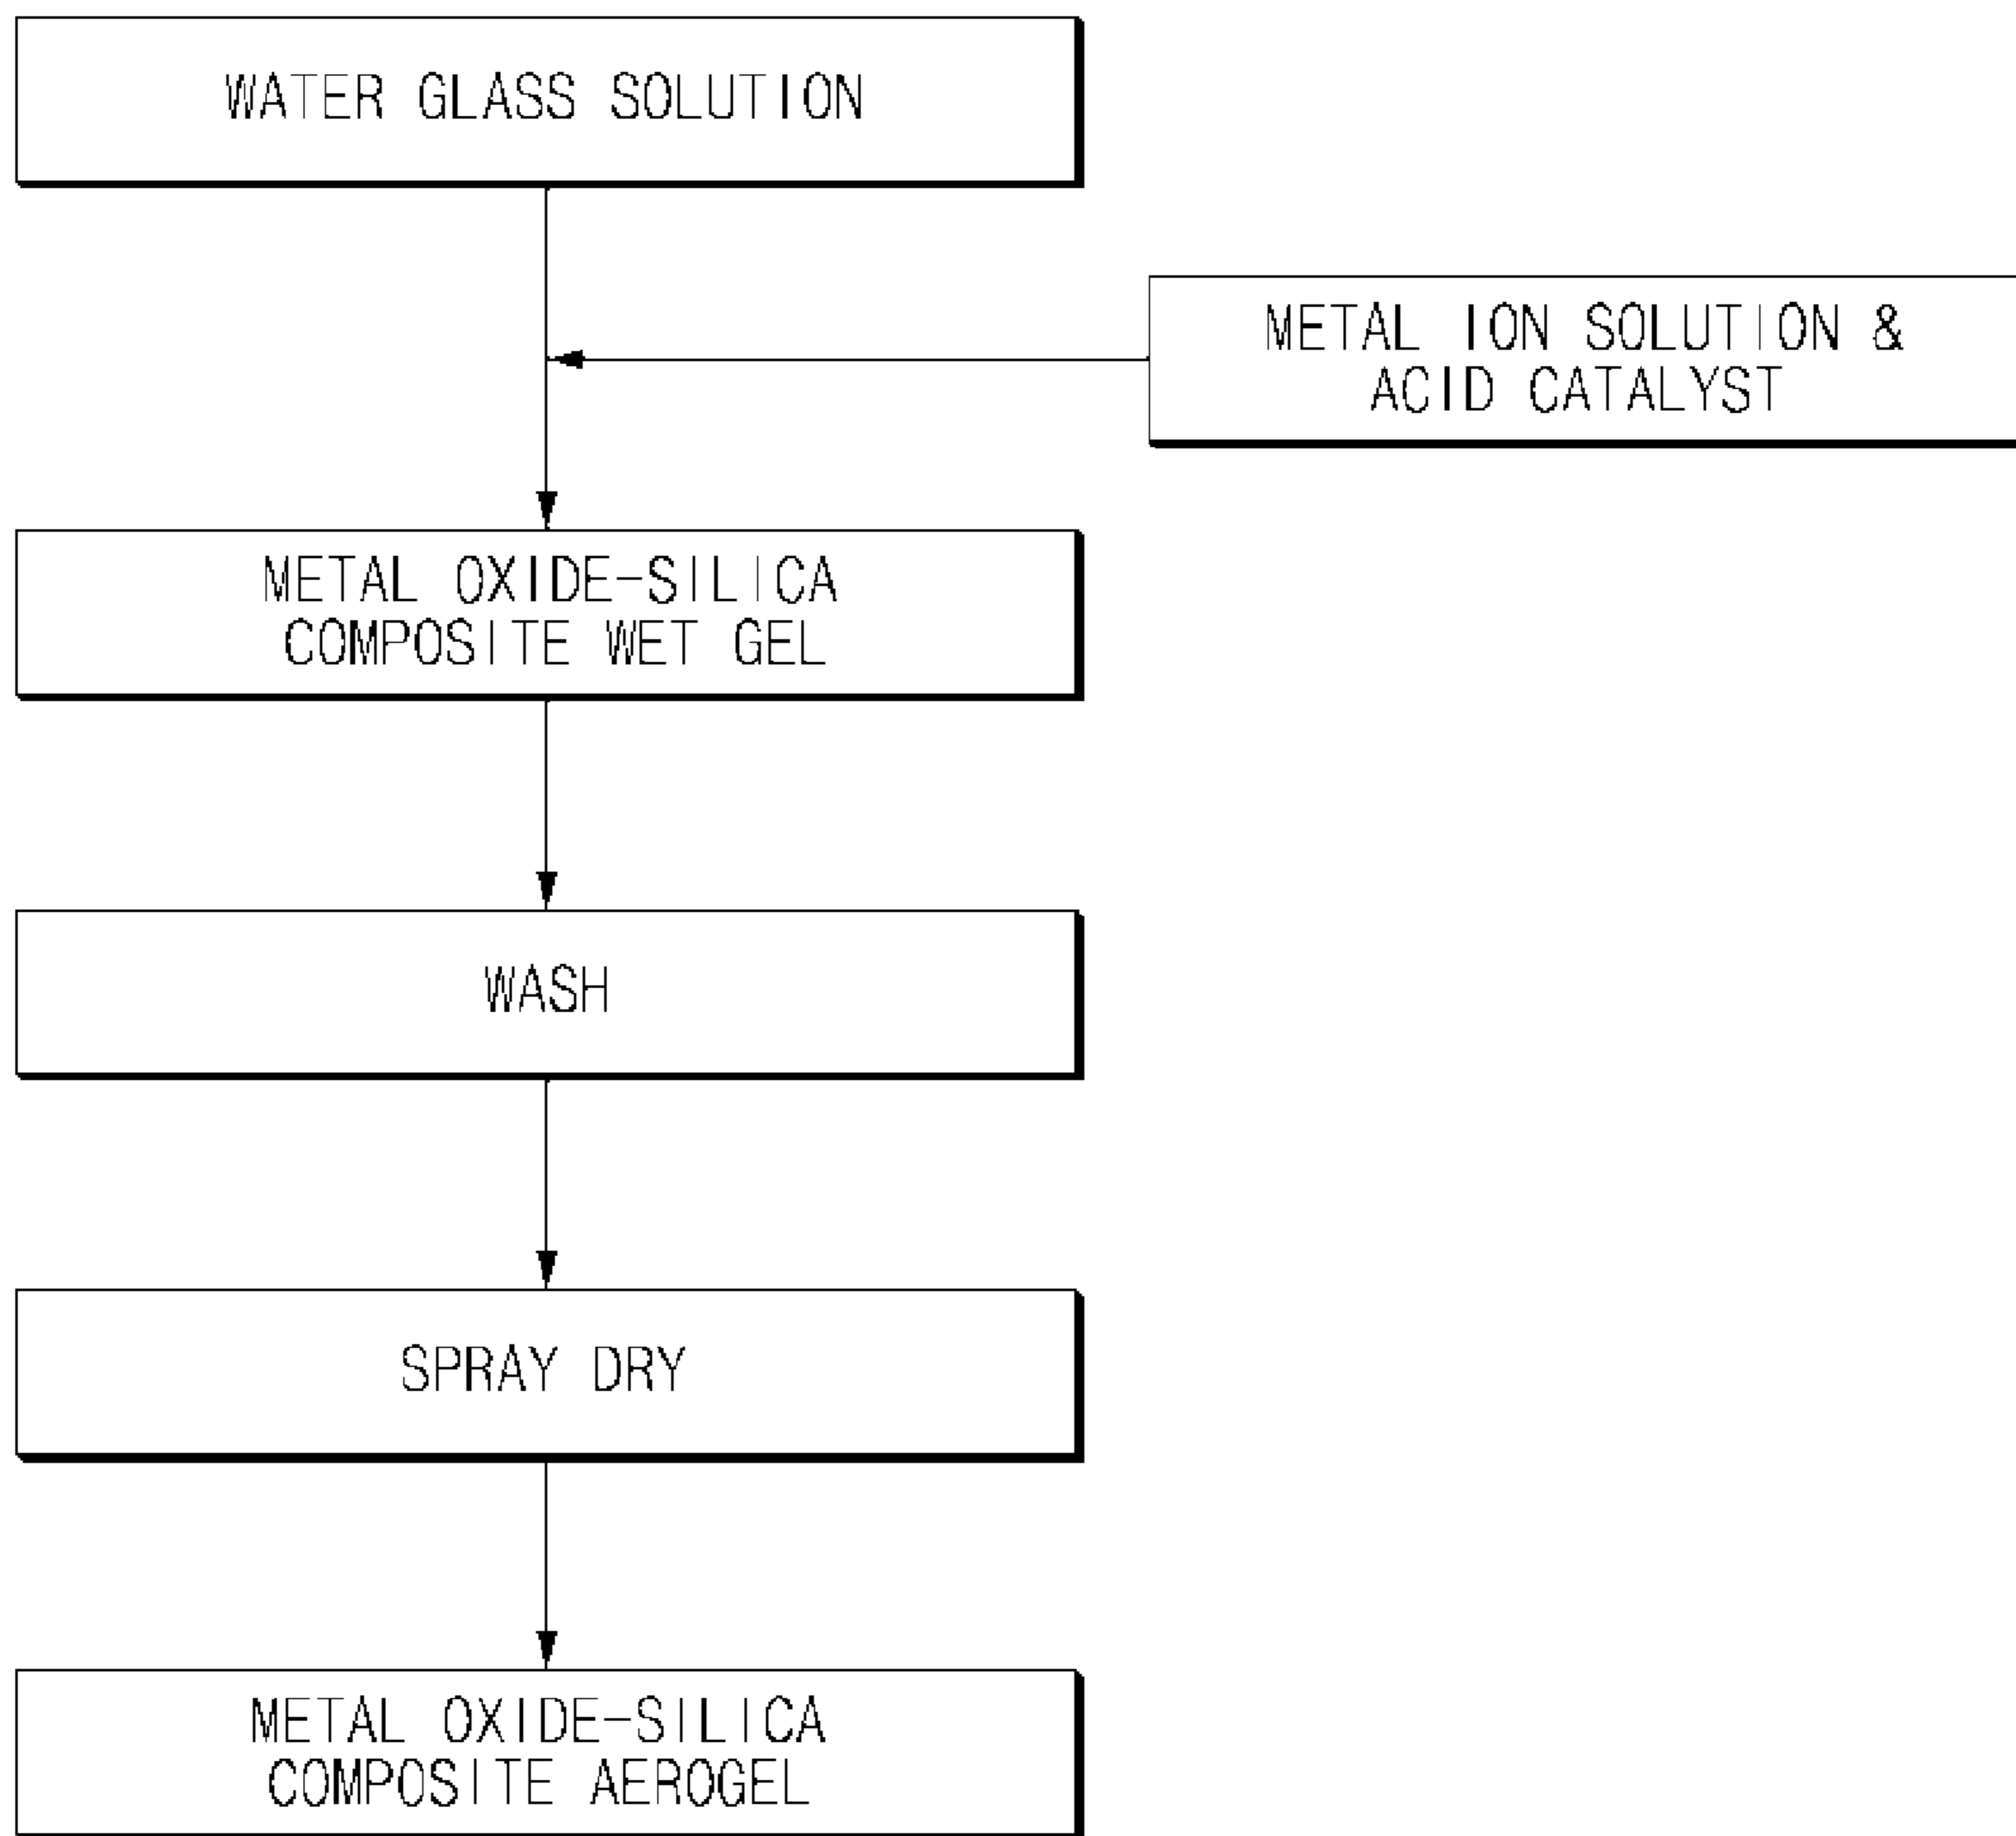 WATER GLASS SOLUTION
METAL ION SOLUTION &
ACID CATALYST
METAL OXIDE-SILICA
COMPOSITE WET GEL
WASH
SPRAY DRY
METAL OXIDE-SILICA
COMPOSITE AEROGEL